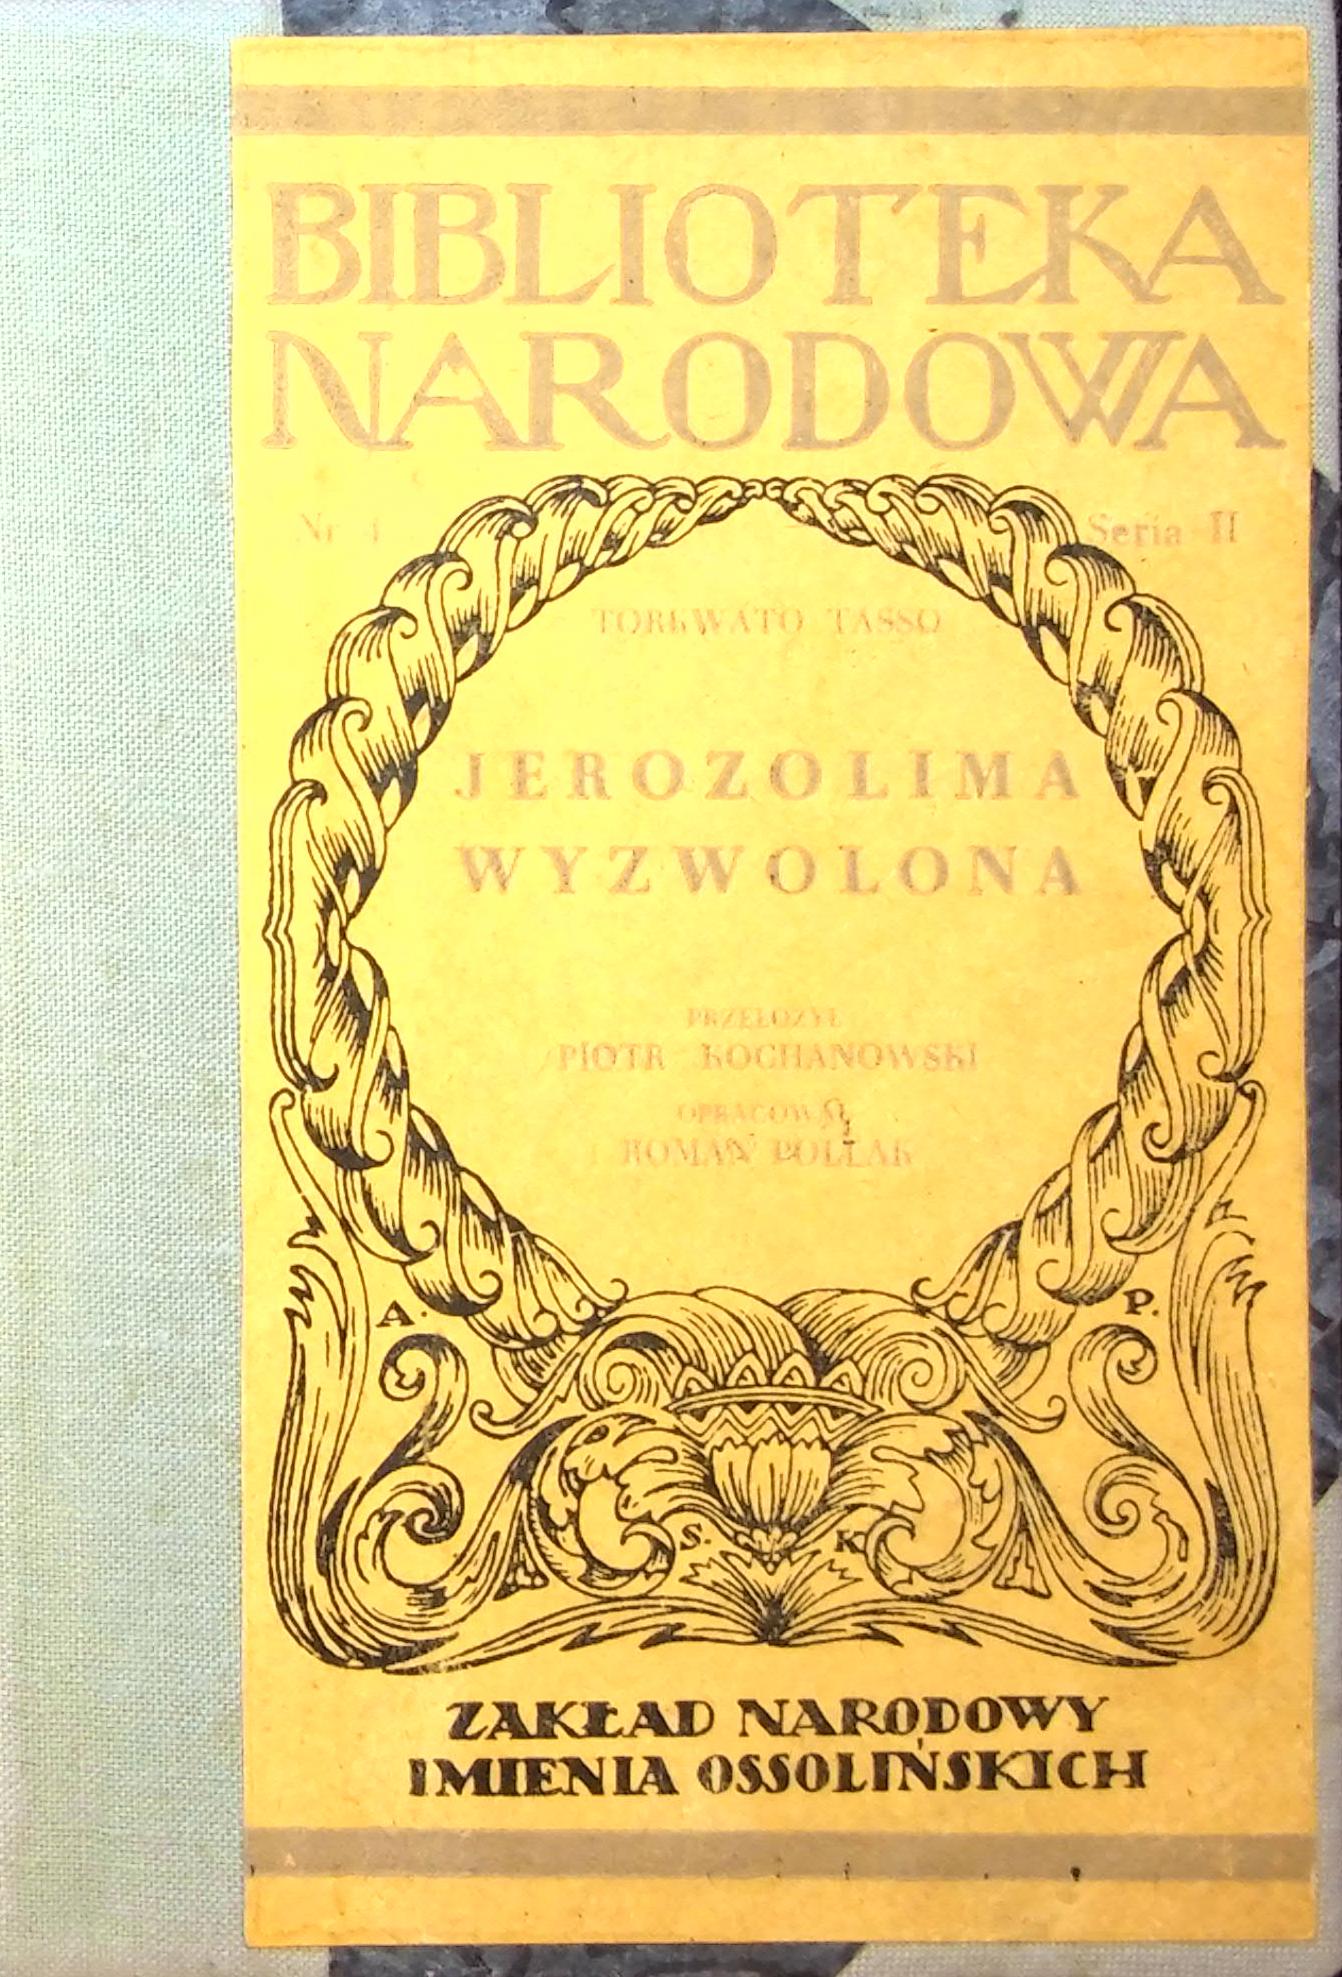 BIBLIOTEKA
NARODOWA
Nr 4 Seria II
TORKWATO TASSO
JEROZOLIMA
WYZWOLONA
PRZEŁOŻYŁ
PIOTR KOCHANOWSKI
OPRACOWAŁ
ROMAN POLLAK
A. P.
S. K.
ZAKŁAD NARODOWY
IMIENIA OSSOLIŃSKICH